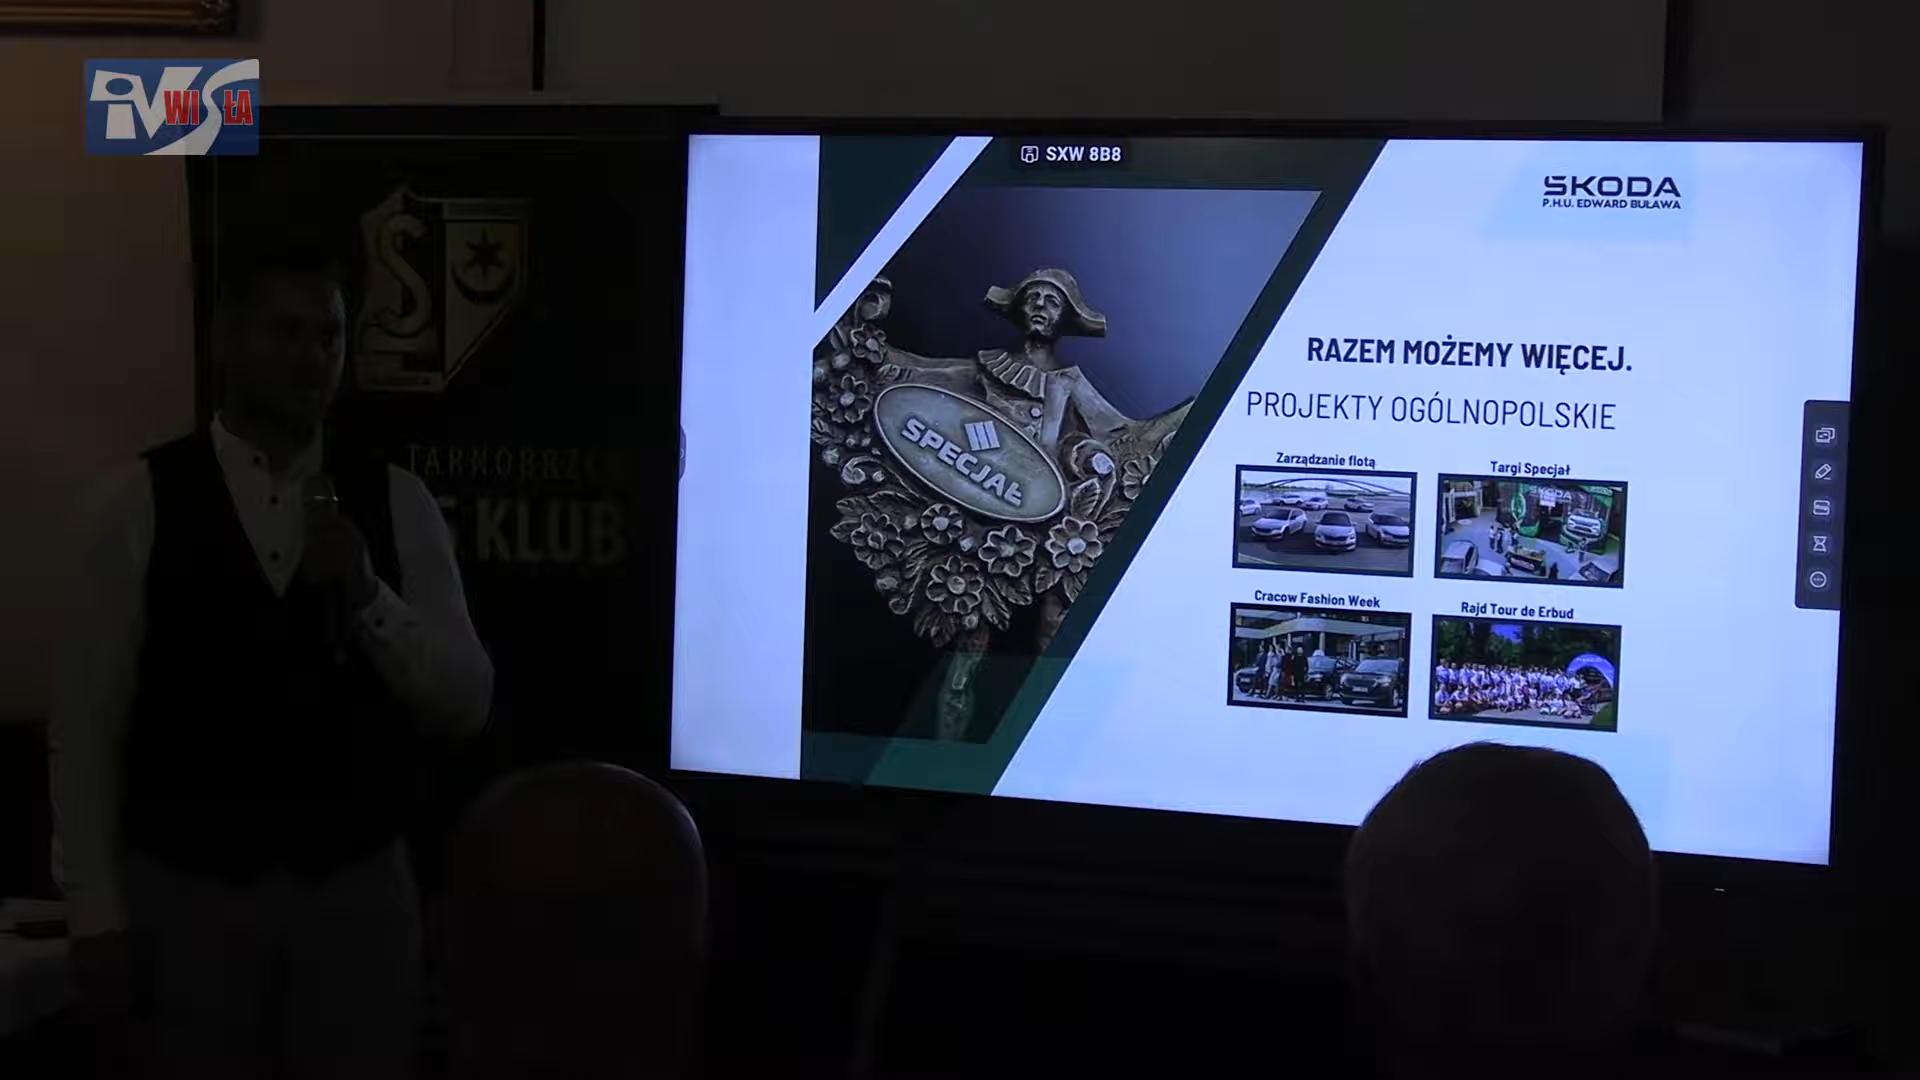 iTV WISŁA
SXW 8B8
ŠKODA
P.H.U. EDWARD BUŁAWA
RAZEM MOŻEMY WIĘCEJ.
PROJEKTY OGÓLNOPOLSKIE
SPECJAŁ
Zarządzanie flotą
Targi Specjał
Cracow Fashion Week
Rajd Tour de Erbud
TARNOBRZE
KLUB